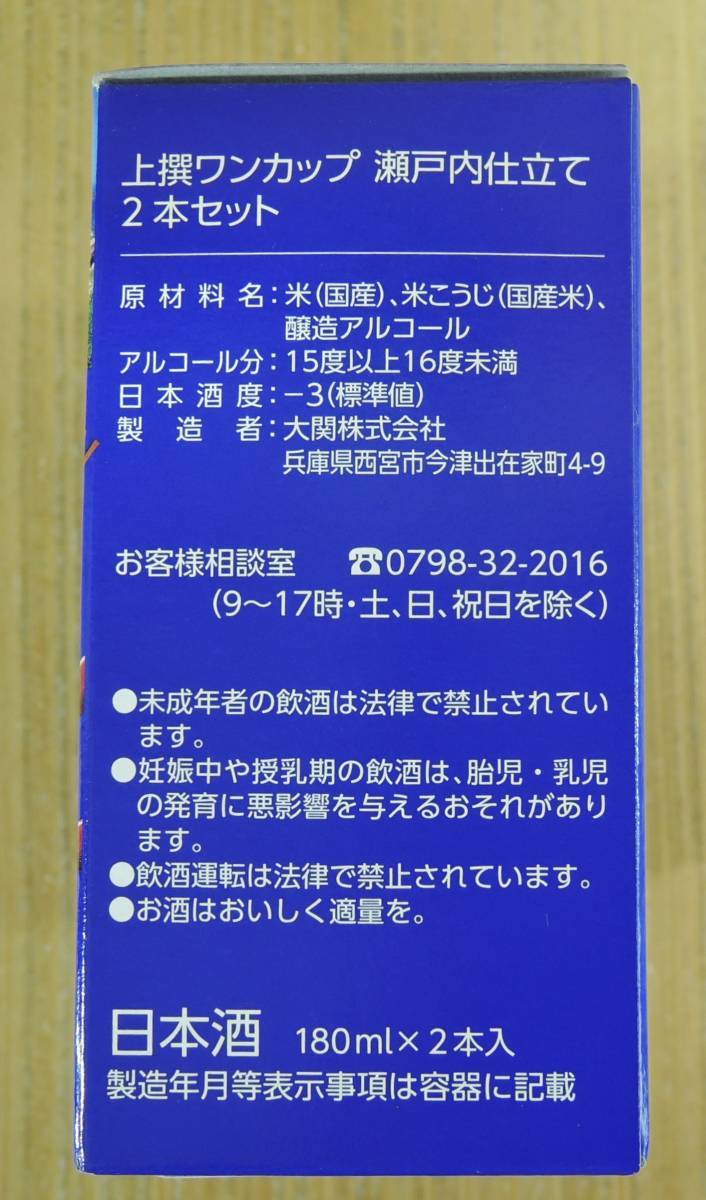 上撰ワンカップ 瀬戸内仕立て
2本セット
原材料名：米（国産）、米こうじ（国産米）、
醸造アルコール
アルコール分：15度以上16度未満
日本酒度：−3（標準値）
製造者：大関株式会社
兵庫県西宮市今津出在家町4-9
お客様相談室 ☎0798-32-2016
（9～17時・土、日、祝日を除く）
●未成年者の飲酒は法律で禁止されてい
ます。
●妊娠中や授乳期の飲酒は、胎児・乳児
の発育に悪影響を与えるおそれがあり
ます。
●飲酒運転は法律で禁止されています。
●お酒はおいしく適量を。
日本酒 180ml×2本入
製造年月等表示事項は容器に記載